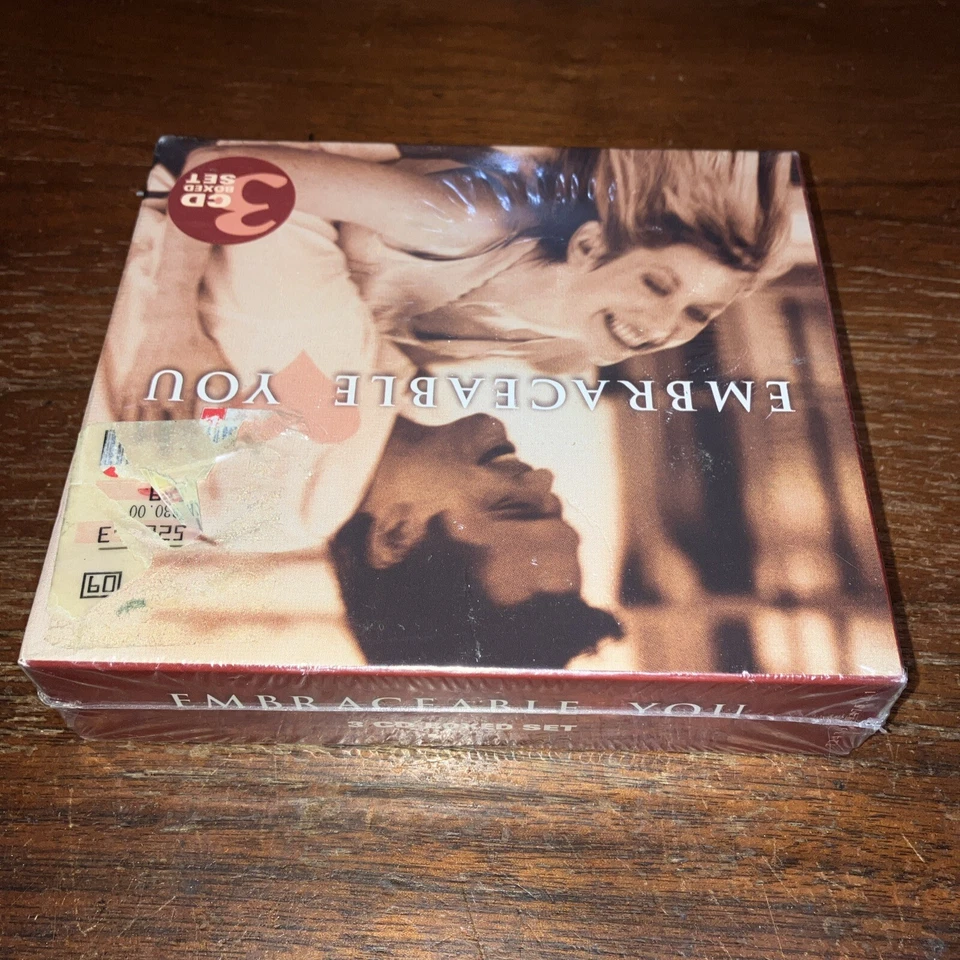 3 CD
BOXED
SET
EMBRACEABLE YOU
EMBRACEABLE YOU
3 CD BOXED SET